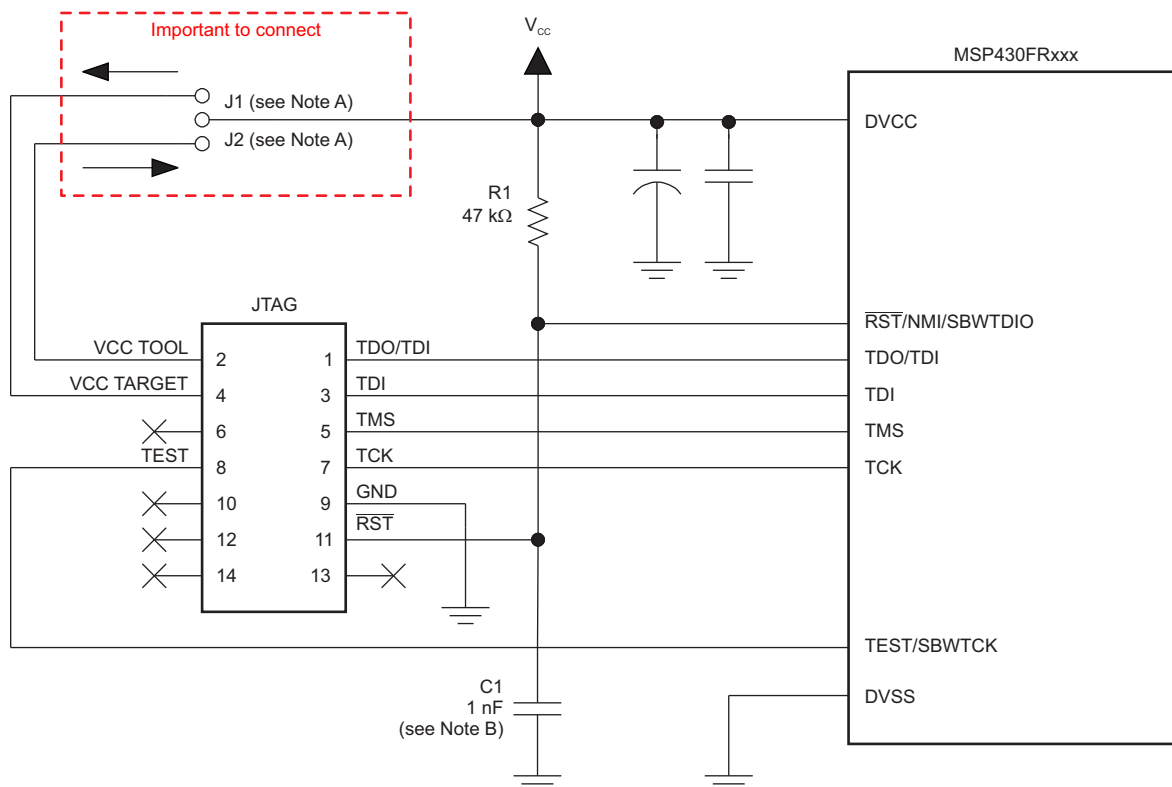 Important to connect
J1 (see Note A)
J2 (see Note A)
VCC
MSP430FRxxx
DVCC
R1
47 kΩ
JTAG
RST/NMI/SBWTDIO
VCC TOOL
2
1
TDO/TDI
TDO/TDI
VCC TARGET
4
3
TDI
TDI
6
5
TMS
TMS
TEST
8
7
TCK
TCK
10
9
GND
12
11
RST
14
13
TEST/SBWTCK
C1
1 nF
(see Note B)
DVSS